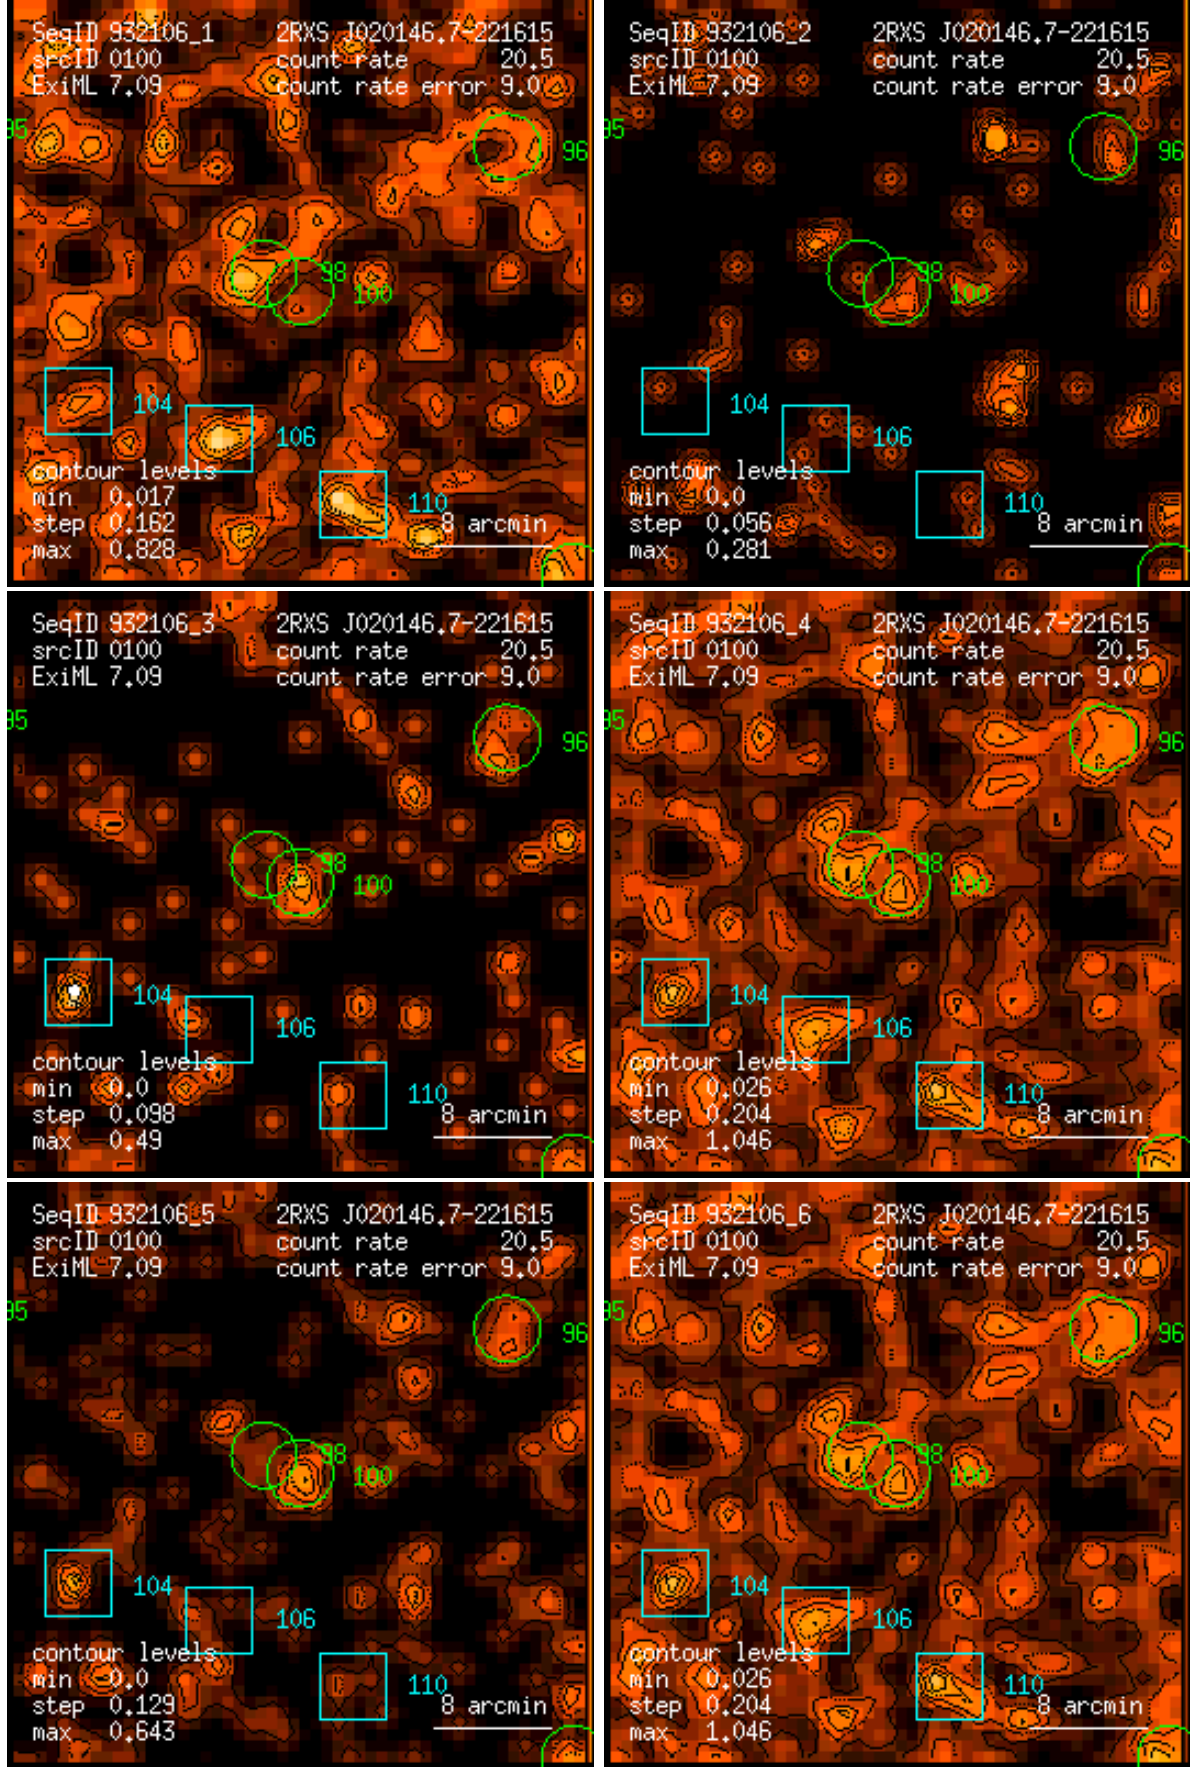 SeqID 932106_1 2RXS J020146.7-221615
srcID 0100 count rate 20.5
ExiML 7.09 count rate error 9.0
95
96
98
100
104
106
contour levels
min 0.017
110
step 0.162 8 arcmin
max 0.828
SeqID 932106_2 2RXS J020146.7-221615
srcID 0100 count rate 20.5
ExiML 7.09 count rate error 9.0
95
96
98
100
104
106
contour levels
min 0.0
110
step 0.056 8 arcmin
max 0.281
SeqID 932106_3 2RXS J020146.7-221615
srcID 0100 count rate 20.5
ExiML 7.09 count rate error 9.0
95
96
98
100
104
106
contour levels
min 0.0
110
step 0.098 8 arcmin
max 0.49
SeqID 932106_4 2RXS J020146.7-221615
srcID 0100 count rate 20.5
ExiML 7.09 count rate error 9.0
95
96
98
100
104
106
contour levels
min 0.026
110
step 0.204 8 arcmin
max 1.046
SeqID 932106_5 2RXS J020146.7-221615
srcID 0100 count rate 20.5
ExiML 7.09 count rate error 9.0
95
96
98
100
104
106
contour levels
min 0.0
110
step 0.129 8 arcmin
max 0.643
SeqID 932106_6 2RXS J020146.7-221615
srcID 0100 count rate 20.5
ExiML 7.09 count rate error 9.0
95
96
98
100
104
106
contour levels
min 0.026
110
step 0.204 8 arcmin
max 1.046